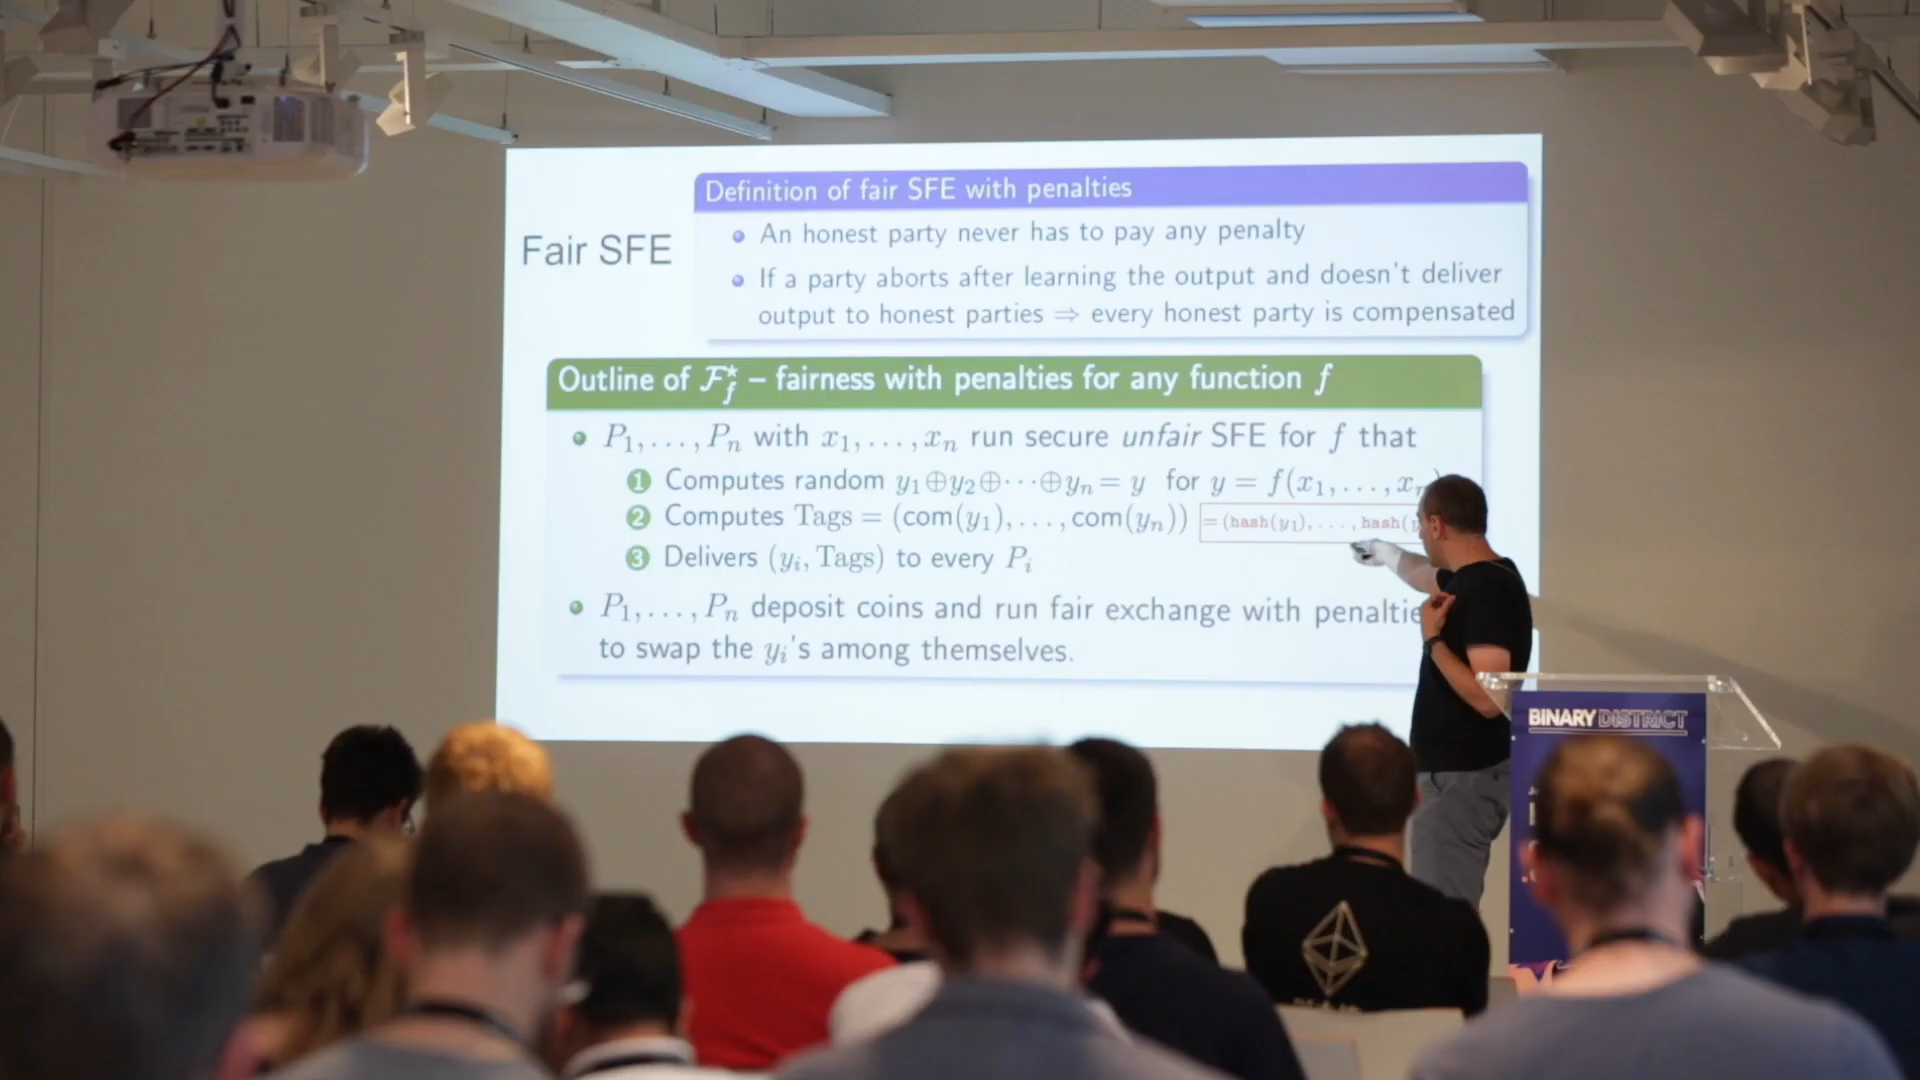 Definition of fair SFE with penalties
Fair SFE
• An honest party never has to pay any penalty
• If a party aborts after learning the output and doesn't deliver
output to honest parties ⇒ every honest party is compensated
Outline of 𝓕*_f – fairness with penalties for any function f
• P₁, . . . , Pₙ with x₁, . . . , xₙ run secure unfair SFE for f that
1 Computes random y₁⊕y₂⊕···⊕yₙ = y for y = f(x₁, . . . , x
2 Computes Tags = (com(y₁), . . . , com(yₙ)) = (hash(y₁), . . . , hash(
3 Delivers (yᵢ, Tags) to every Pᵢ
• P₁, . . . , Pₙ deposit coins and run fair exchange with penaltie
to swap the yᵢ's among themselves.
BINARY DISTRICT